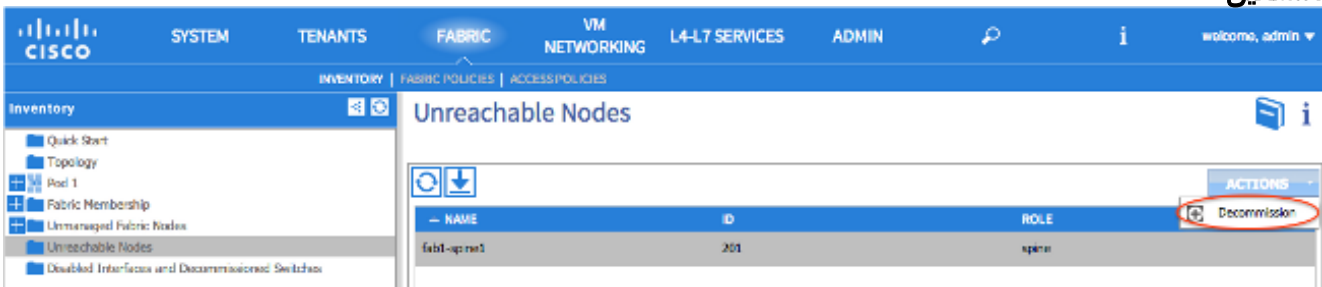 CISCO SYSTEM TENANTS FABRIC VM NETWORKING L4-L7 SERVICES ADMIN i welcome, admin
INVENTORY | FABRIC POLICIES | ACCESS POLICIES
Inventory
Unreachable Nodes i
Quick Start
Topology
Pod 1
Fabric Membership
Unmanaged Fabric Nodes
Unreachable Nodes
Disabled Interfaces and Decommissioned Switches
ACTIONS
Decommission
NAME ID ROLE
fab1-spine1 201 spine